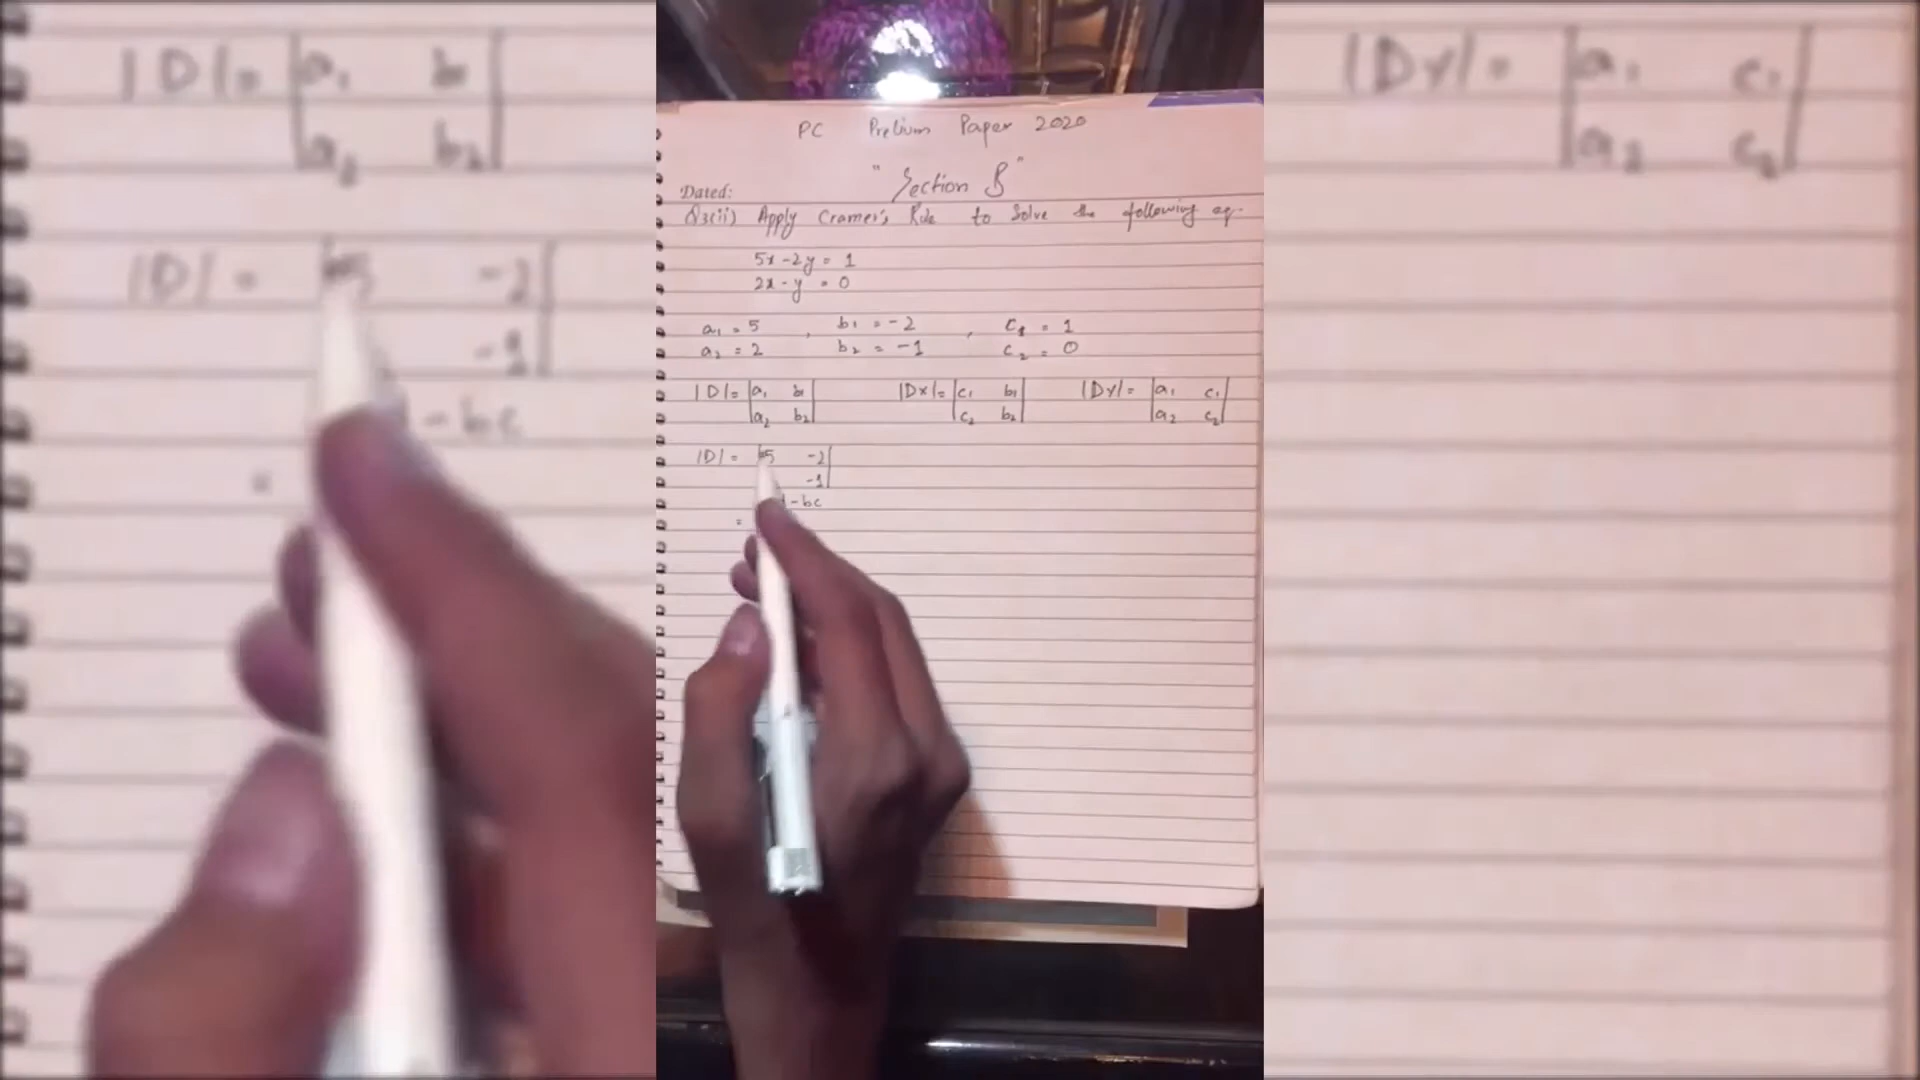 PC Prelium Paper 2020
"Section B"
Dated:
Q3(ii) Apply Cramer's Rule to Solve the following eq.
5x - 2y = 1
2x - y = 0
a₁ = 5 , b₁ = -2 , c₁ = 1
a₂ = 2 b₂ = -1 c₂ = 0
|D| = |a₁ b₁| |Dx| = |c₁ b₁| |Dy| = |a₁ c₁|
|a₂ b₂| |c₂ b₂| |a₂ c₂|
|D| = |5 -2|
-1|
- bc
=